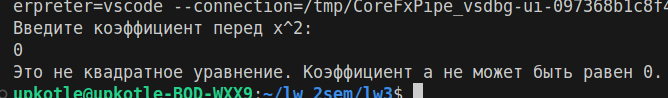 erpreter=vscode --connection=/tmp/CoreFxPipe_vsdbg-ui-097368b1c8f4
Введите коэффициент перед x^2:
0
Это не квадратное уравнение. Коэффициент a не может быть равен 0.
upkotle@upkotle-BOD-WXX9:~/lw_2sem/lw3$